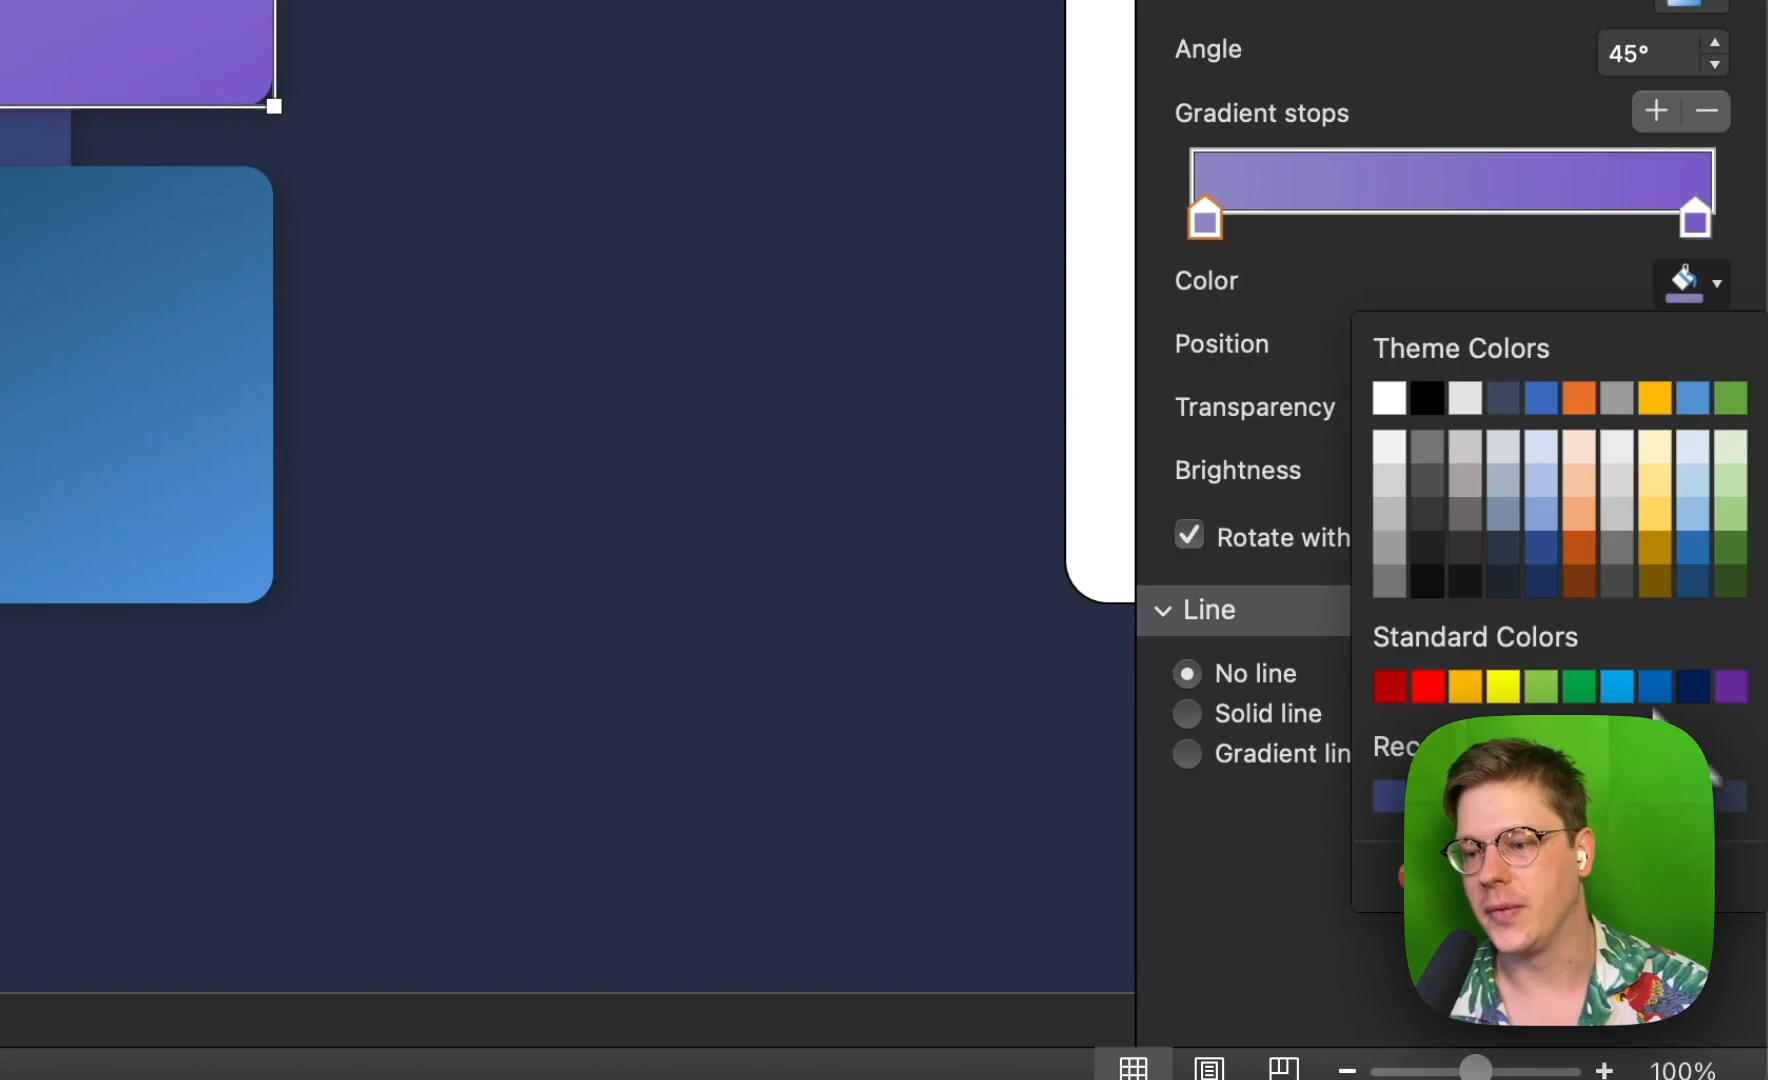 Angle
45°
Gradient stops
Color
Position
Theme Colors
Transparency
Brightness
Rotate with
Line
Standard Colors
No line
Solid line
Gradient lin
Rec
100%